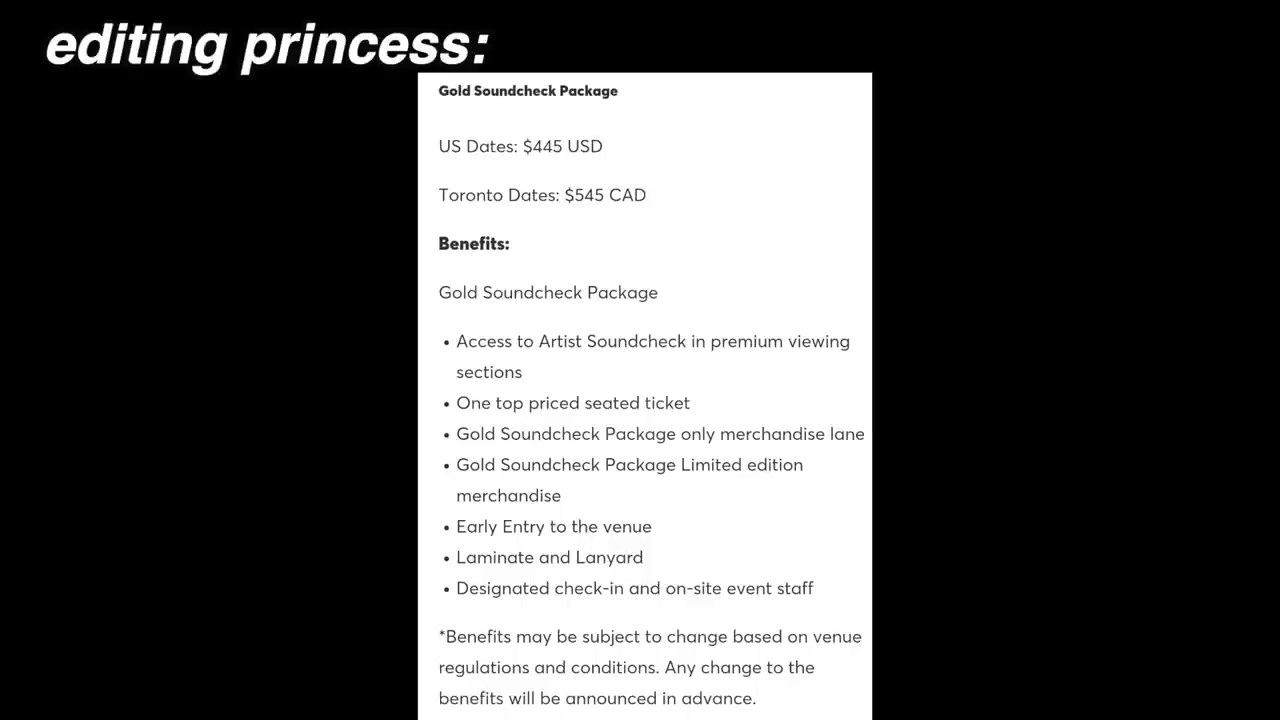 editing princess:
Gold Soundcheck Package
US Dates: $445 USD
Toronto Dates: $545 CAD
Benefits:
Gold Soundcheck Package
• Access to Artist Soundcheck in premium viewing
sections
• One top priced seated ticket
• Gold Soundcheck Package only merchandise lane
• Gold Soundcheck Package Limited edition
merchandise
• Early Entry to the venue
• Laminate and Lanyard
• Designated check-in and on-site event staff
*Benefits may be subject to change based on venue
regulations and conditions. Any change to the
benefits will be announced in advance.